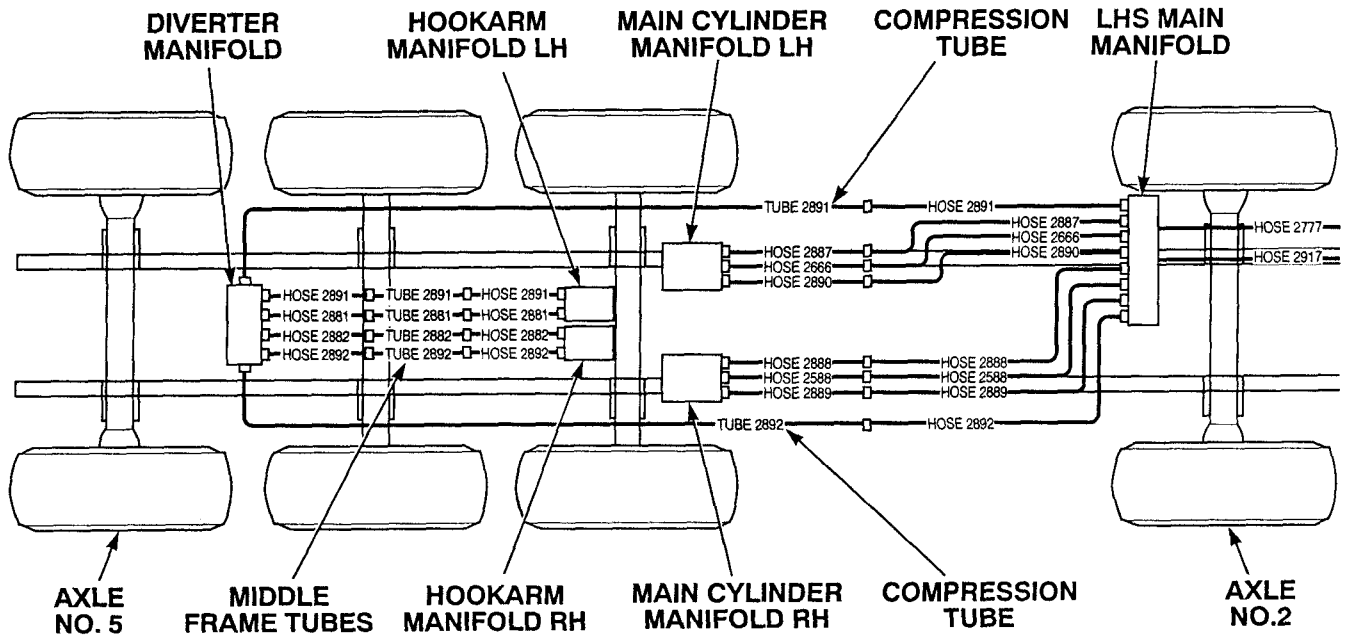 DIVERTER
MANIFOLD
HOOKARM
MANIFOLD LH
MAIN CYLINDER
MANIFOLD LH
COMPRESSION
TUBE
LHS MAIN
MANIFOLD
TUBE 2891
HOSE 2891
HOSE 2887
HOSE 2887
HOSE 2666
HOSE 2666
HOSE 2890
HOSE 2890
HOSE 2777
HOSE 2917
HOSE 2891
TUBE 2891
HOSE 2891
HOSE 2881
TUBE 2881
HOSE 2881
HOSE 2882
TUBE 2882
HOSE 2882
HOSE 2892
TUBE 2892
HOSE 2892
HOSE 2888
HOSE 2888
HOSE 2588
HOSE 2588
HOSE 2889
HOSE 2889
TUBE 2892
HOSE 2892
AXLE
NO. 5
MIDDLE
FRAME TUBES
HOOKARM
MANIFOLD RH
MAIN CYLINDER
MANIFOLD RH
COMPRESSION
TUBE
AXLE
NO.2